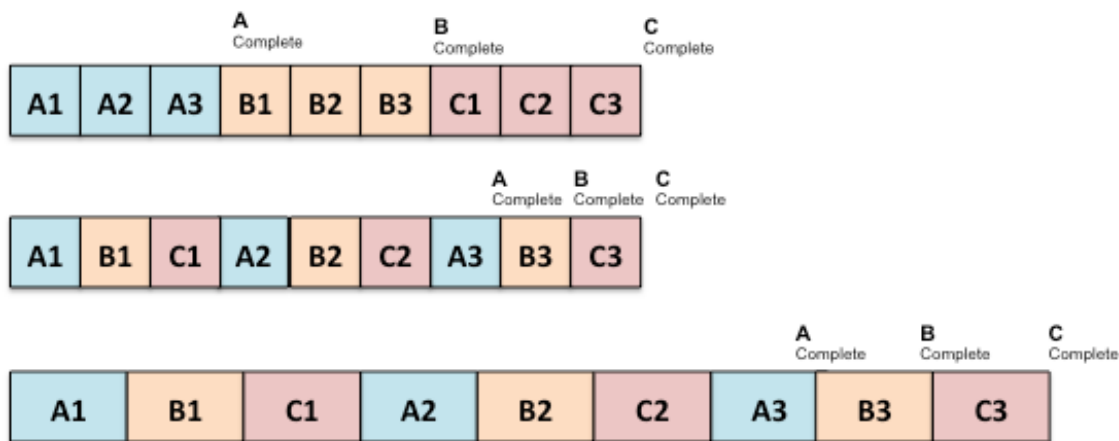 A B C
Complete Complete Complete
A1 A2 A3 B1 B2 B3 C1 C2 C3
A B C
Complete Complete Complete
A1 B1 C1 A2 B2 C2 A3 B3 C3
A B C
Complete Complete Complete
A1 B1 C1 A2 B2 C2 A3 B3 C3